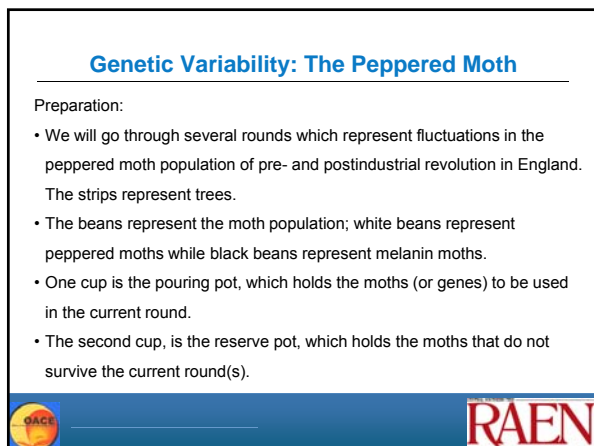 Genetic Variability: The Peppered Moth
Preparation:
• We will go through several rounds which represent fluctuations in the
peppered moth population of pre- and postindustrial revolution in England.
The strips represent trees.
• The beans represent the moth population; white beans represent
peppered moths while black beans represent melanin moths.
• One cup is the pouring pot, which holds the moths (or genes) to be used
in the current round.
• The second cup, is the reserve pot, which holds the moths that do not
survive the current round(s).
OACE
RAEN